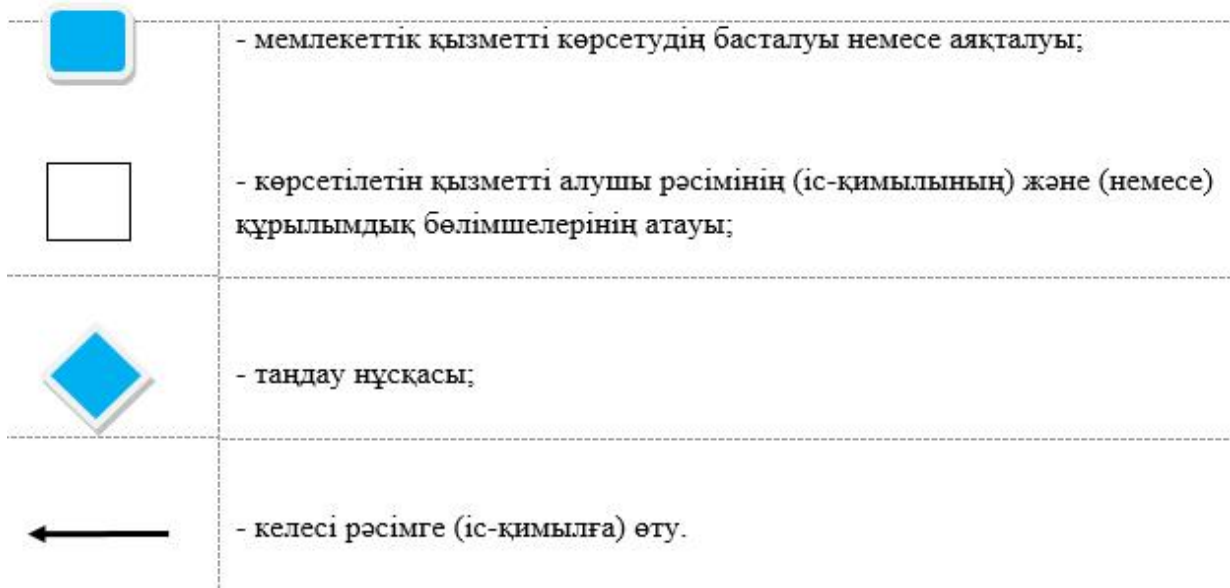 - мемлекеттік қызметті көрсетудің басталуы немесе аяқталуы;
- көрсетілетін қызметті алушы рәсімінің (іс-қимылының) және (немесе)
құрылымдық бөлімшелерінің атауы;
- таңдау нұсқасы;
- келесі рәсімге (іс-қимылға) өту.